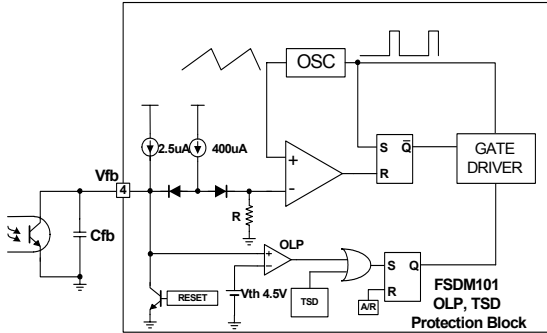 OSC
2.5uA
400uA
Vfb
4
+
-
S
Q̅
R
GATE
DRIVER
R
Cfb
OLP
+
-
S
Q
R
RESET
Vth 4.5V
TSD
A/R
FSDM101
OLP, TSD
Protection Block